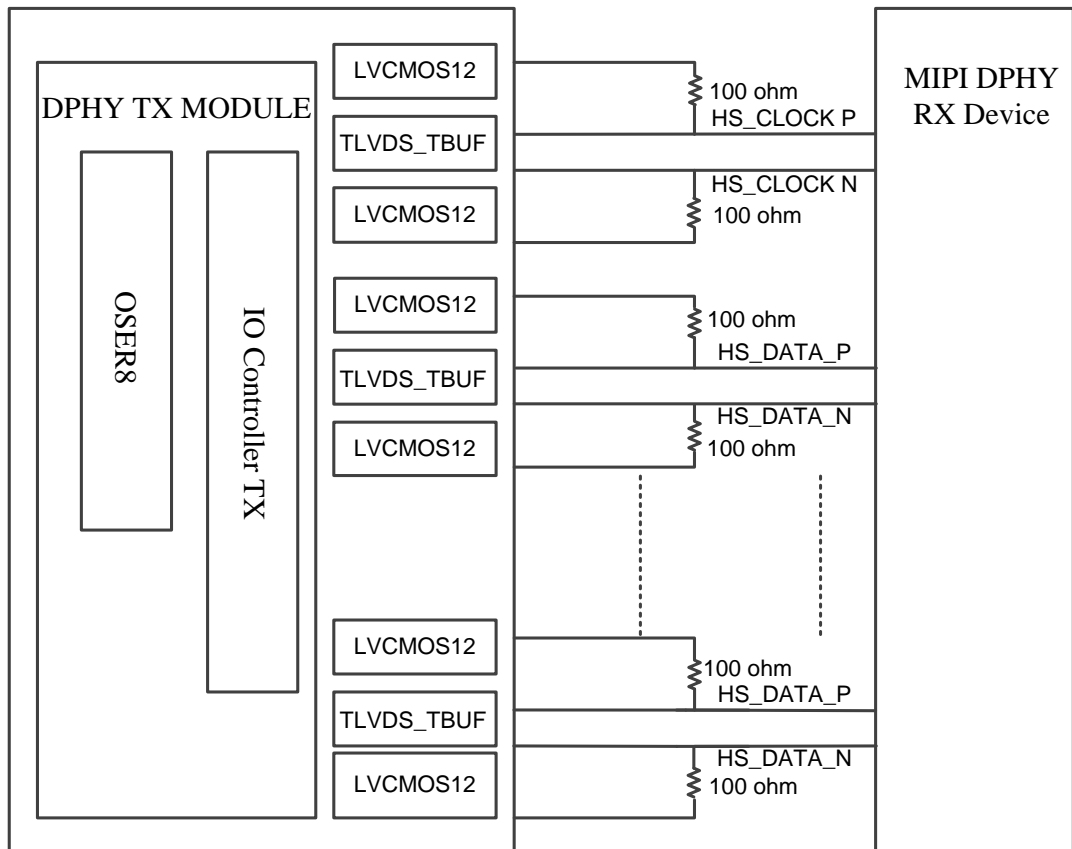 DPHY TX MODULE
OSER8
IO Controller TX
LVCMOS12
TLVDS_TBUF
LVCMOS12
LVCMOS12
TLVDS_TBUF
LVCMOS12
LVCMOS12
TLVDS_TBUF
LVCMOS12
100 ohm
HS_CLOCK P
HS_CLOCK N
100 ohm
100 ohm
HS_DATA_P
HS_DATA_N
100 ohm
100 ohm
HS_DATA_P
HS_DATA_N
100 ohm
MIPI DPHY
RX Device